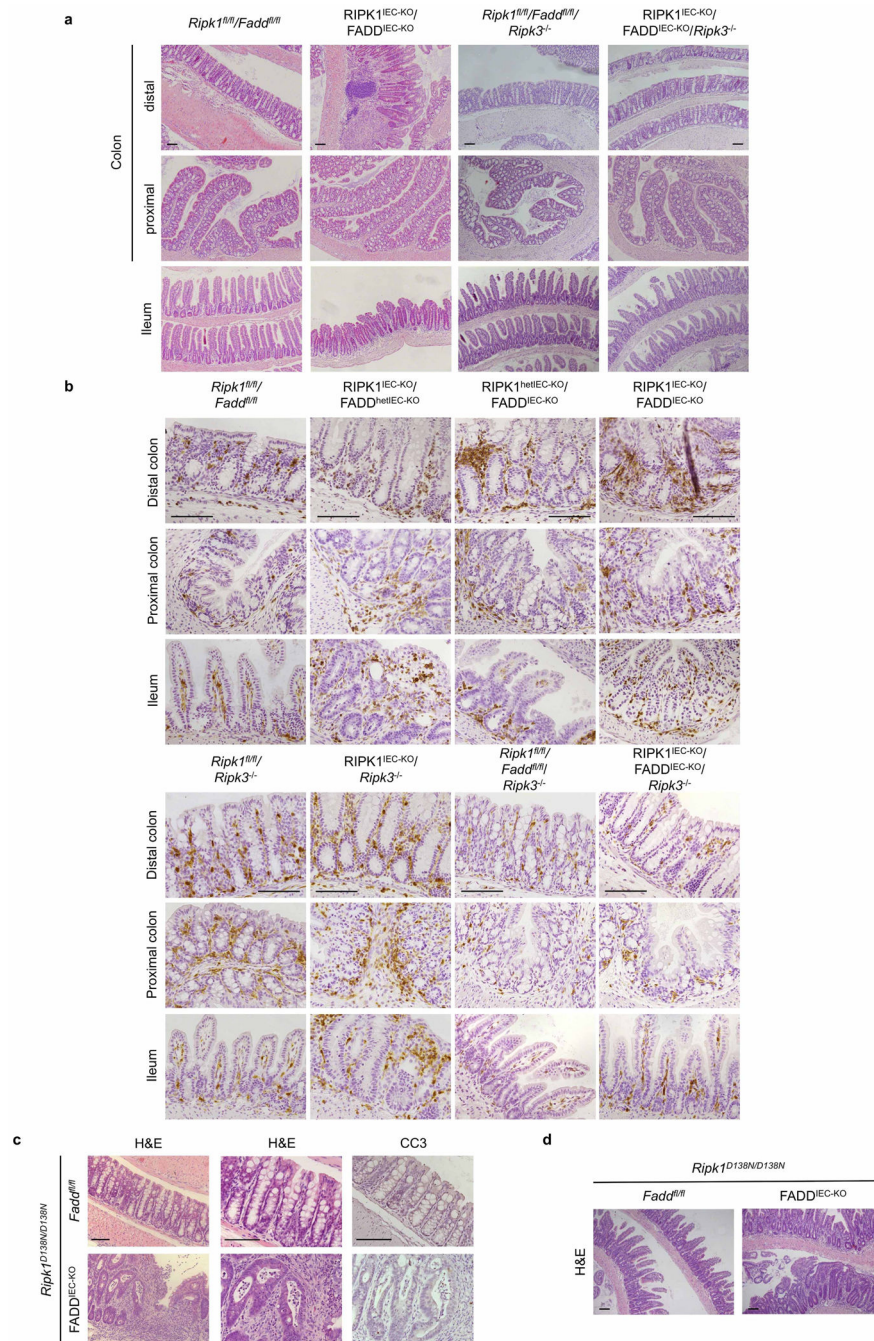 a
Ripk1fl/fl/Faddfl/fl
RIPK1IEC-KO/
FADDIEC-KO
Ripk1fl/fl/Faddfl/fl/
Ripk3-/-
RIPK1IEC-KO/
FADDIEC-KO/Ripk3-/-
Colon
distal
proximal
Ileum
b
Ripk1fl/fl/
Faddfl/fl
RIPK1IEC-KO/
FADDhetIEC-KO
RIPK1hetIEC-KO/
FADDIEC-KO
RIPK1IEC-KO/
FADDIEC-KO
Distal colon
Proximal colon
Ileum
Ripk1fl/fl/
Ripk3-/-
RIPK1IEC-KO/
Ripk3-/-
Ripk1fl/fl/
Faddfl/fl/
Ripk3-/-
RIPK1IEC-KO/
FADDIEC-KO/
Ripk3-/-
Distal colon
Proximal colon
Ileum
c
H&E
H&E
CC3
Ripk1D138N/D138N
Faddfl/fl
FADDIEC-KO
d
Ripk1D138N/D138N
Faddfl/fl
FADDIEC-KO
H&E